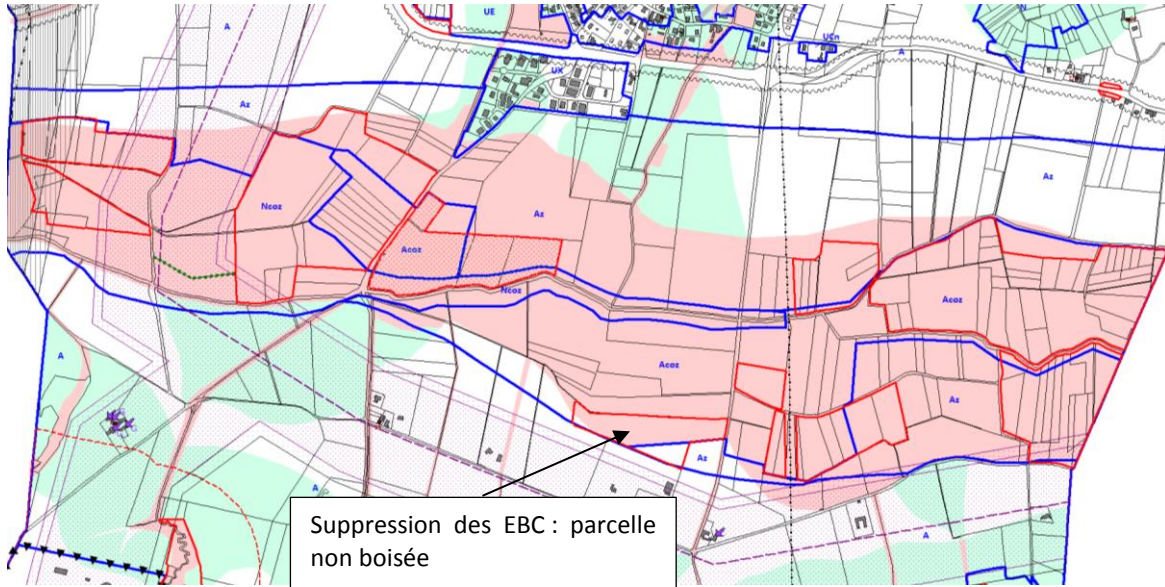 UE
N
A
UCn
A
UX
Az
Az
Ncoz
Az
Acoz
Acoz
Ncoz
Acoz
A
Az
Az
A
A
Suppression des EBC : parcelle
non boisée